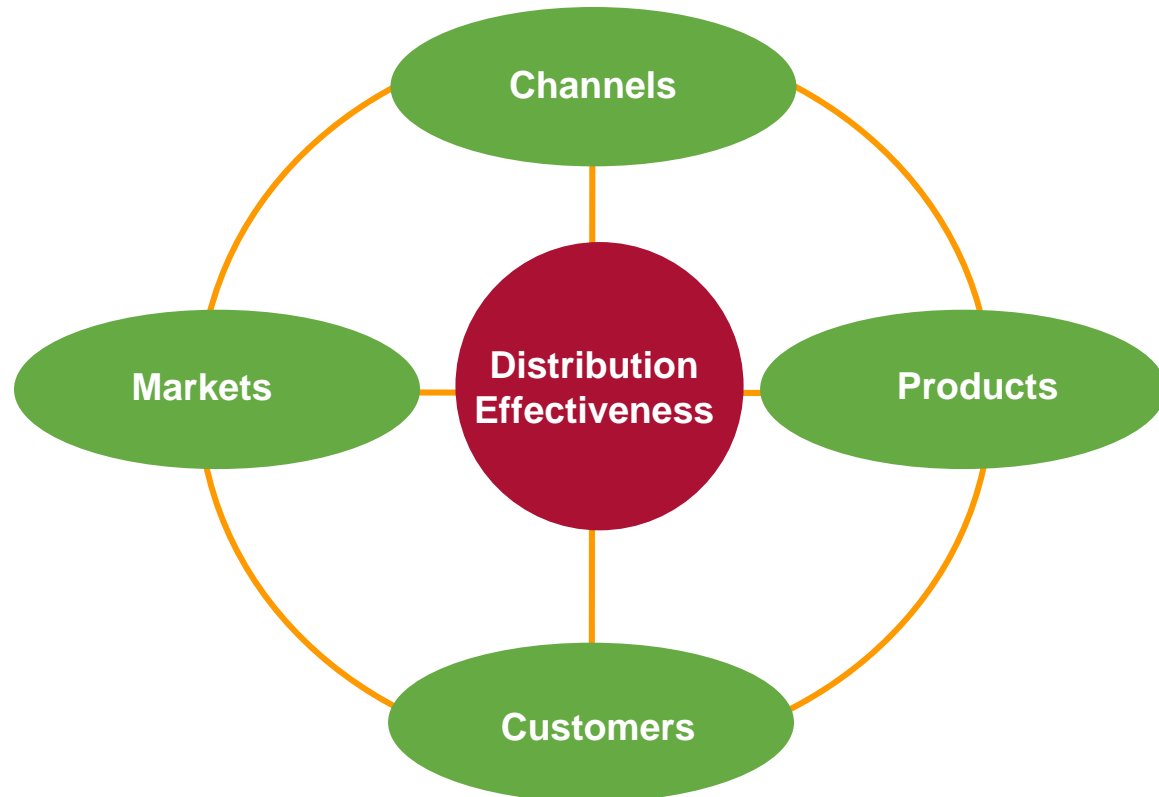 Channels
Markets
Distribution
Effectiveness
Products
Customers